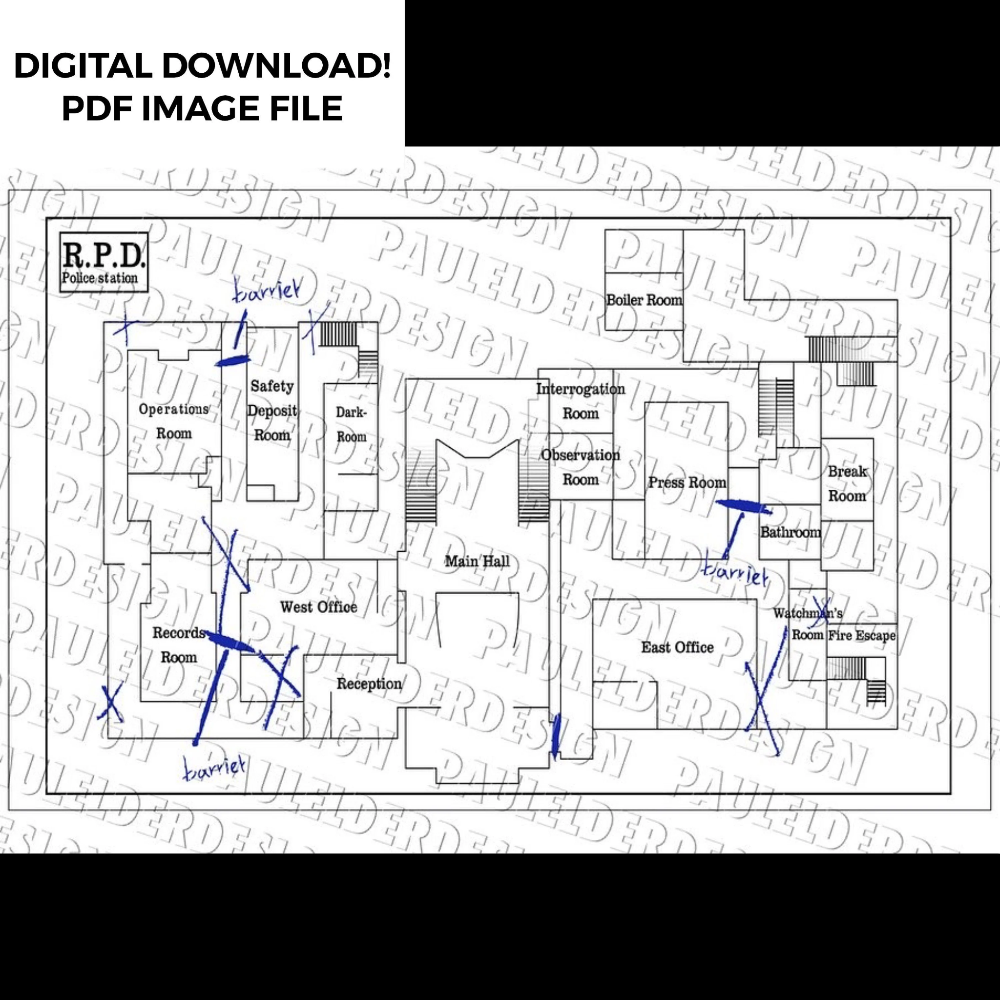 DIGITAL DOWNLOAD!
PDF IMAGE FILE
R.P.D.
Police station
barrier
Boiler Room
Operations
Room
Safety
Deposit
Room
Dark-
Room
Interrogation
Room
Observation
Room
Press Room
Break
Room
Bathroom
barrier
Main Hall
West Office
Records
Room
Reception
East Office
Watchman's
Room
Fire Escape
barrier
PAULELDERDESIGN